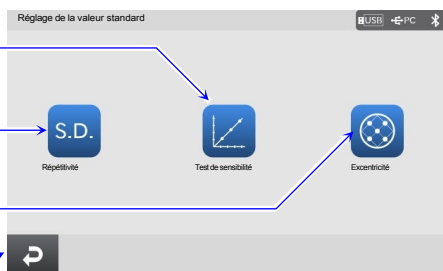 Réglage de la valeur standard
USB PC
S.D.
Répétitivité
Test de sensibilité
Excentricité